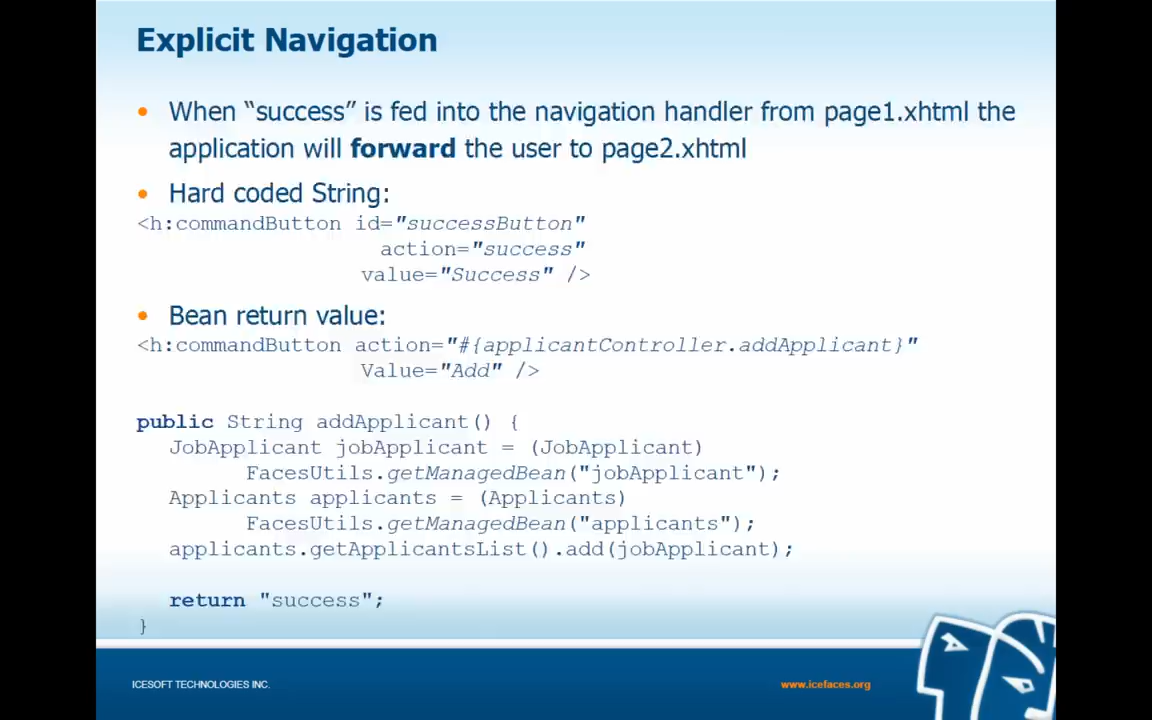 Explicit Navigation
• When “success” is fed into the navigation handler from page1.xhtml the
application will forward the user to page2.xhtml
• Hard coded String:
<h:commandButton id="successButton"
action="success"
value="Success" />
• Bean return value:
<h:commandButton action="#{applicantController.addApplicant}"
Value="Add" />
public String addApplicant() {
JobApplicant jobApplicant = (JobApplicant)
FacesUtils.getManagedBean("jobApplicant");
Applicants applicants = (Applicants)
FacesUtils.getManagedBean("applicants");
applicants.getApplicantsList().add(jobApplicant);
return "success";
}
ICESOFT TECHNOLOGIES INC.
www.icefaces.org